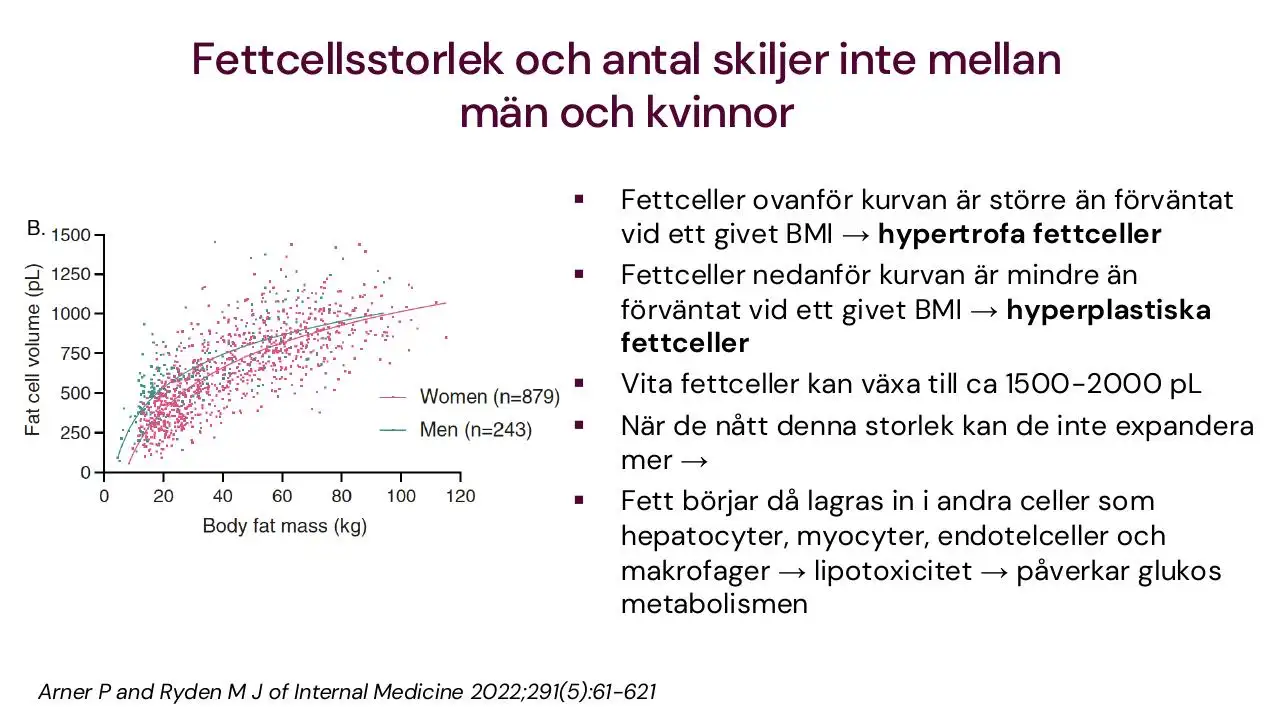 Fettcellsstorlek och antal skiljer inte mellan
män och kvinnor
B.
1500
1250
1000
750
500
250
0
Fat cell volume (pL)
0 20 40 60 80 100 120
Body fat mass (kg)
Women (n=879)
Men (n=243)
▪ Fettceller ovanför kurvan är större än förväntat
vid ett givet BMI → hypertrofa fettceller
▪ Fettceller nedanför kurvan är mindre än
förväntat vid ett givet BMI → hyperplastiska
fettceller
▪ Vita fettceller kan växa till ca 1500-2000 pL
▪ När de nått denna storlek kan de inte expandera
mer →
▪ Fett börjar då lagras in i andra celler som
hepatocyter, myocyter, endotelceller och
makrofager → lipotoxicitet → påverkar glukos
metabolismen
Arner P and Ryden M J of Internal Medicine 2022;291(5):61-621